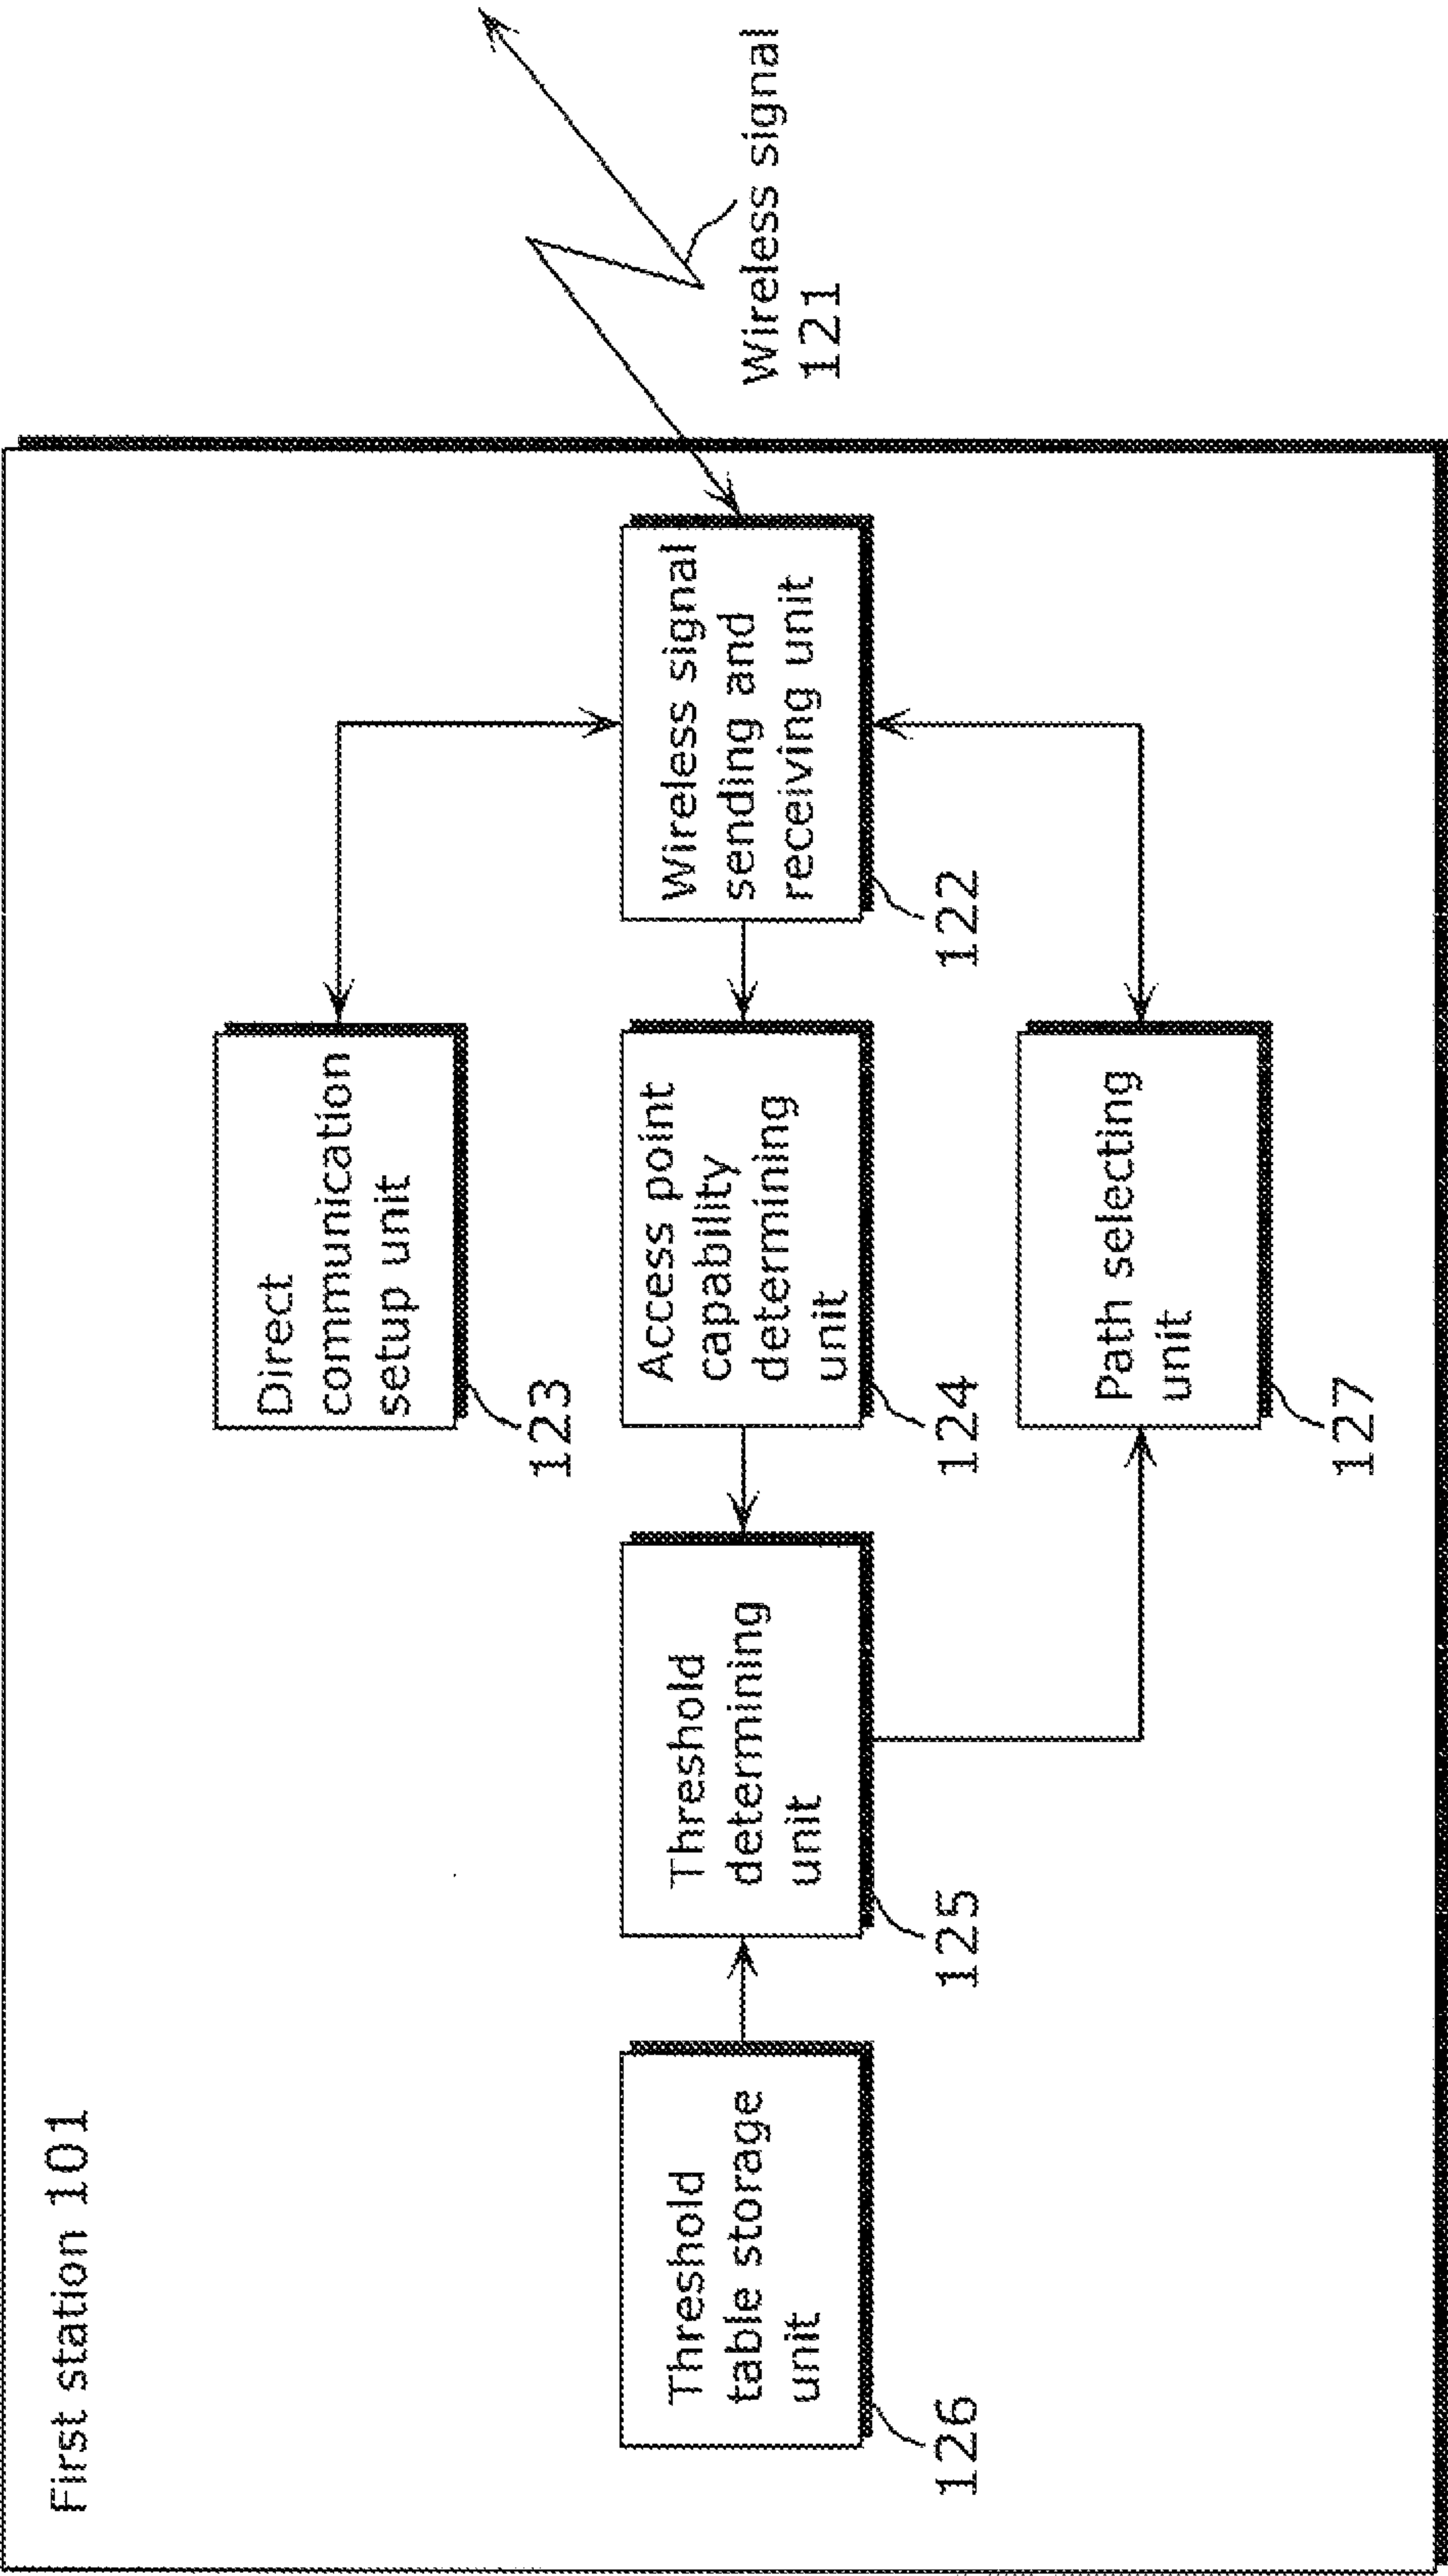 First station 101
Direct
communication
setup unit
123
Threshold
table storage
unit
126
Threshold
determining
unit
125
Access point
capability
determining
unit
124
Wireless signal
sending and
receiving unit
122
Wireless signal
121
Path selecting
unit
127